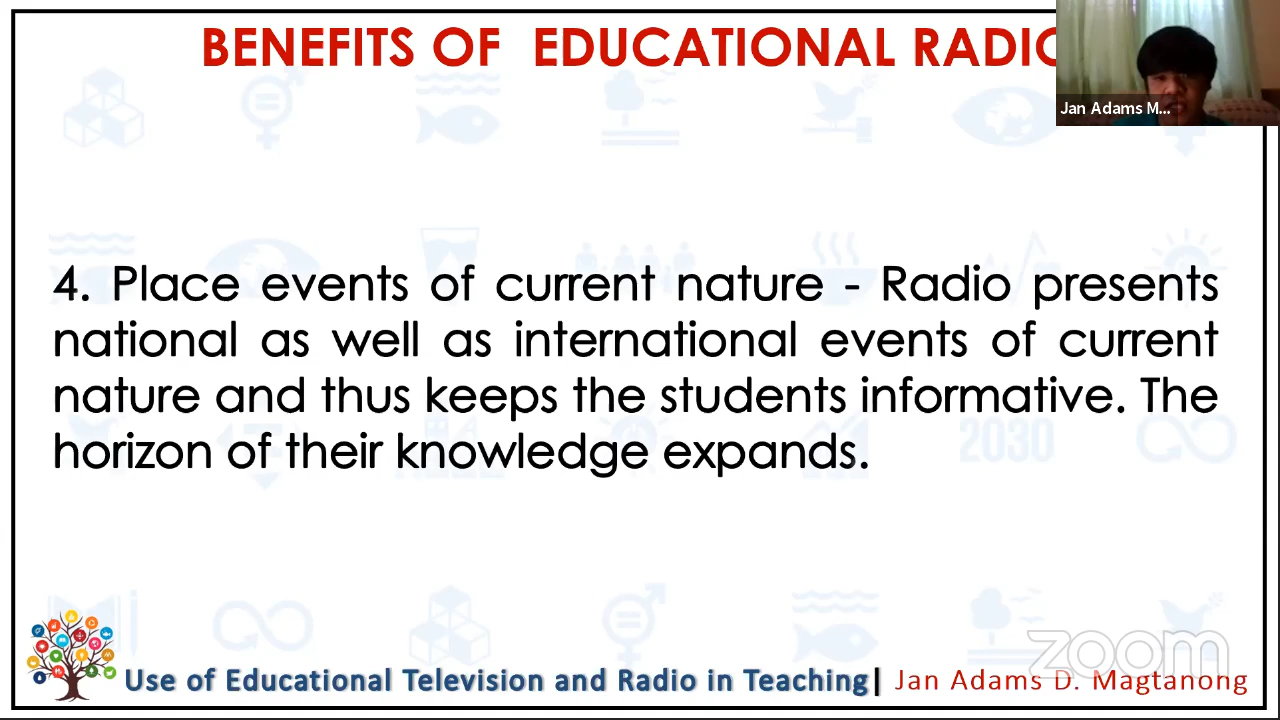 BENEFITS OF EDUCATIONAL RADIO
Jan Adams M...
4. Place events of current nature - Radio presents
national as well as international events of current
nature and thus keeps the students informative. The
horizon of their knowledge expands.
2030
zoom
Use of Educational Television and Radio in Teaching| Jan Adams D. Magtanong